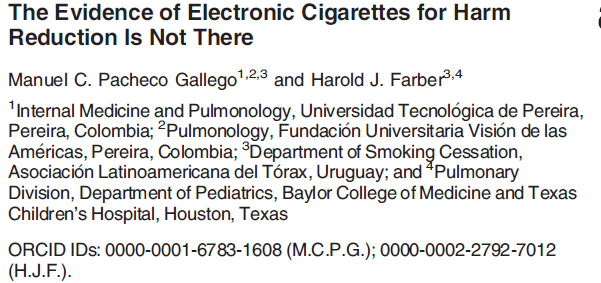 The Evidence of Electronic Cigarettes for Harm
Reduction Is Not There
Manuel C. Pacheco Gallego1,2,3 and Harold J. Farber3,4
1Internal Medicine and Pulmonology, Universidad Tecnológica de Pereira,
Pereira, Colombia; 2Pulmonology, Fundación Universitaria Visión de las
Américas, Pereira, Colombia; 3Department of Smoking Cessation,
Asociación Latinoamericana del Tórax, Uruguay; and 4Pulmonary
Division, Department of Pediatrics, Baylor College of Medicine and Texas
Children's Hospital, Houston, Texas
ORCID IDs: 0000-0001-6783-1608 (M.C.P.G.); 0000-0002-2792-7012
(H.J.F.).